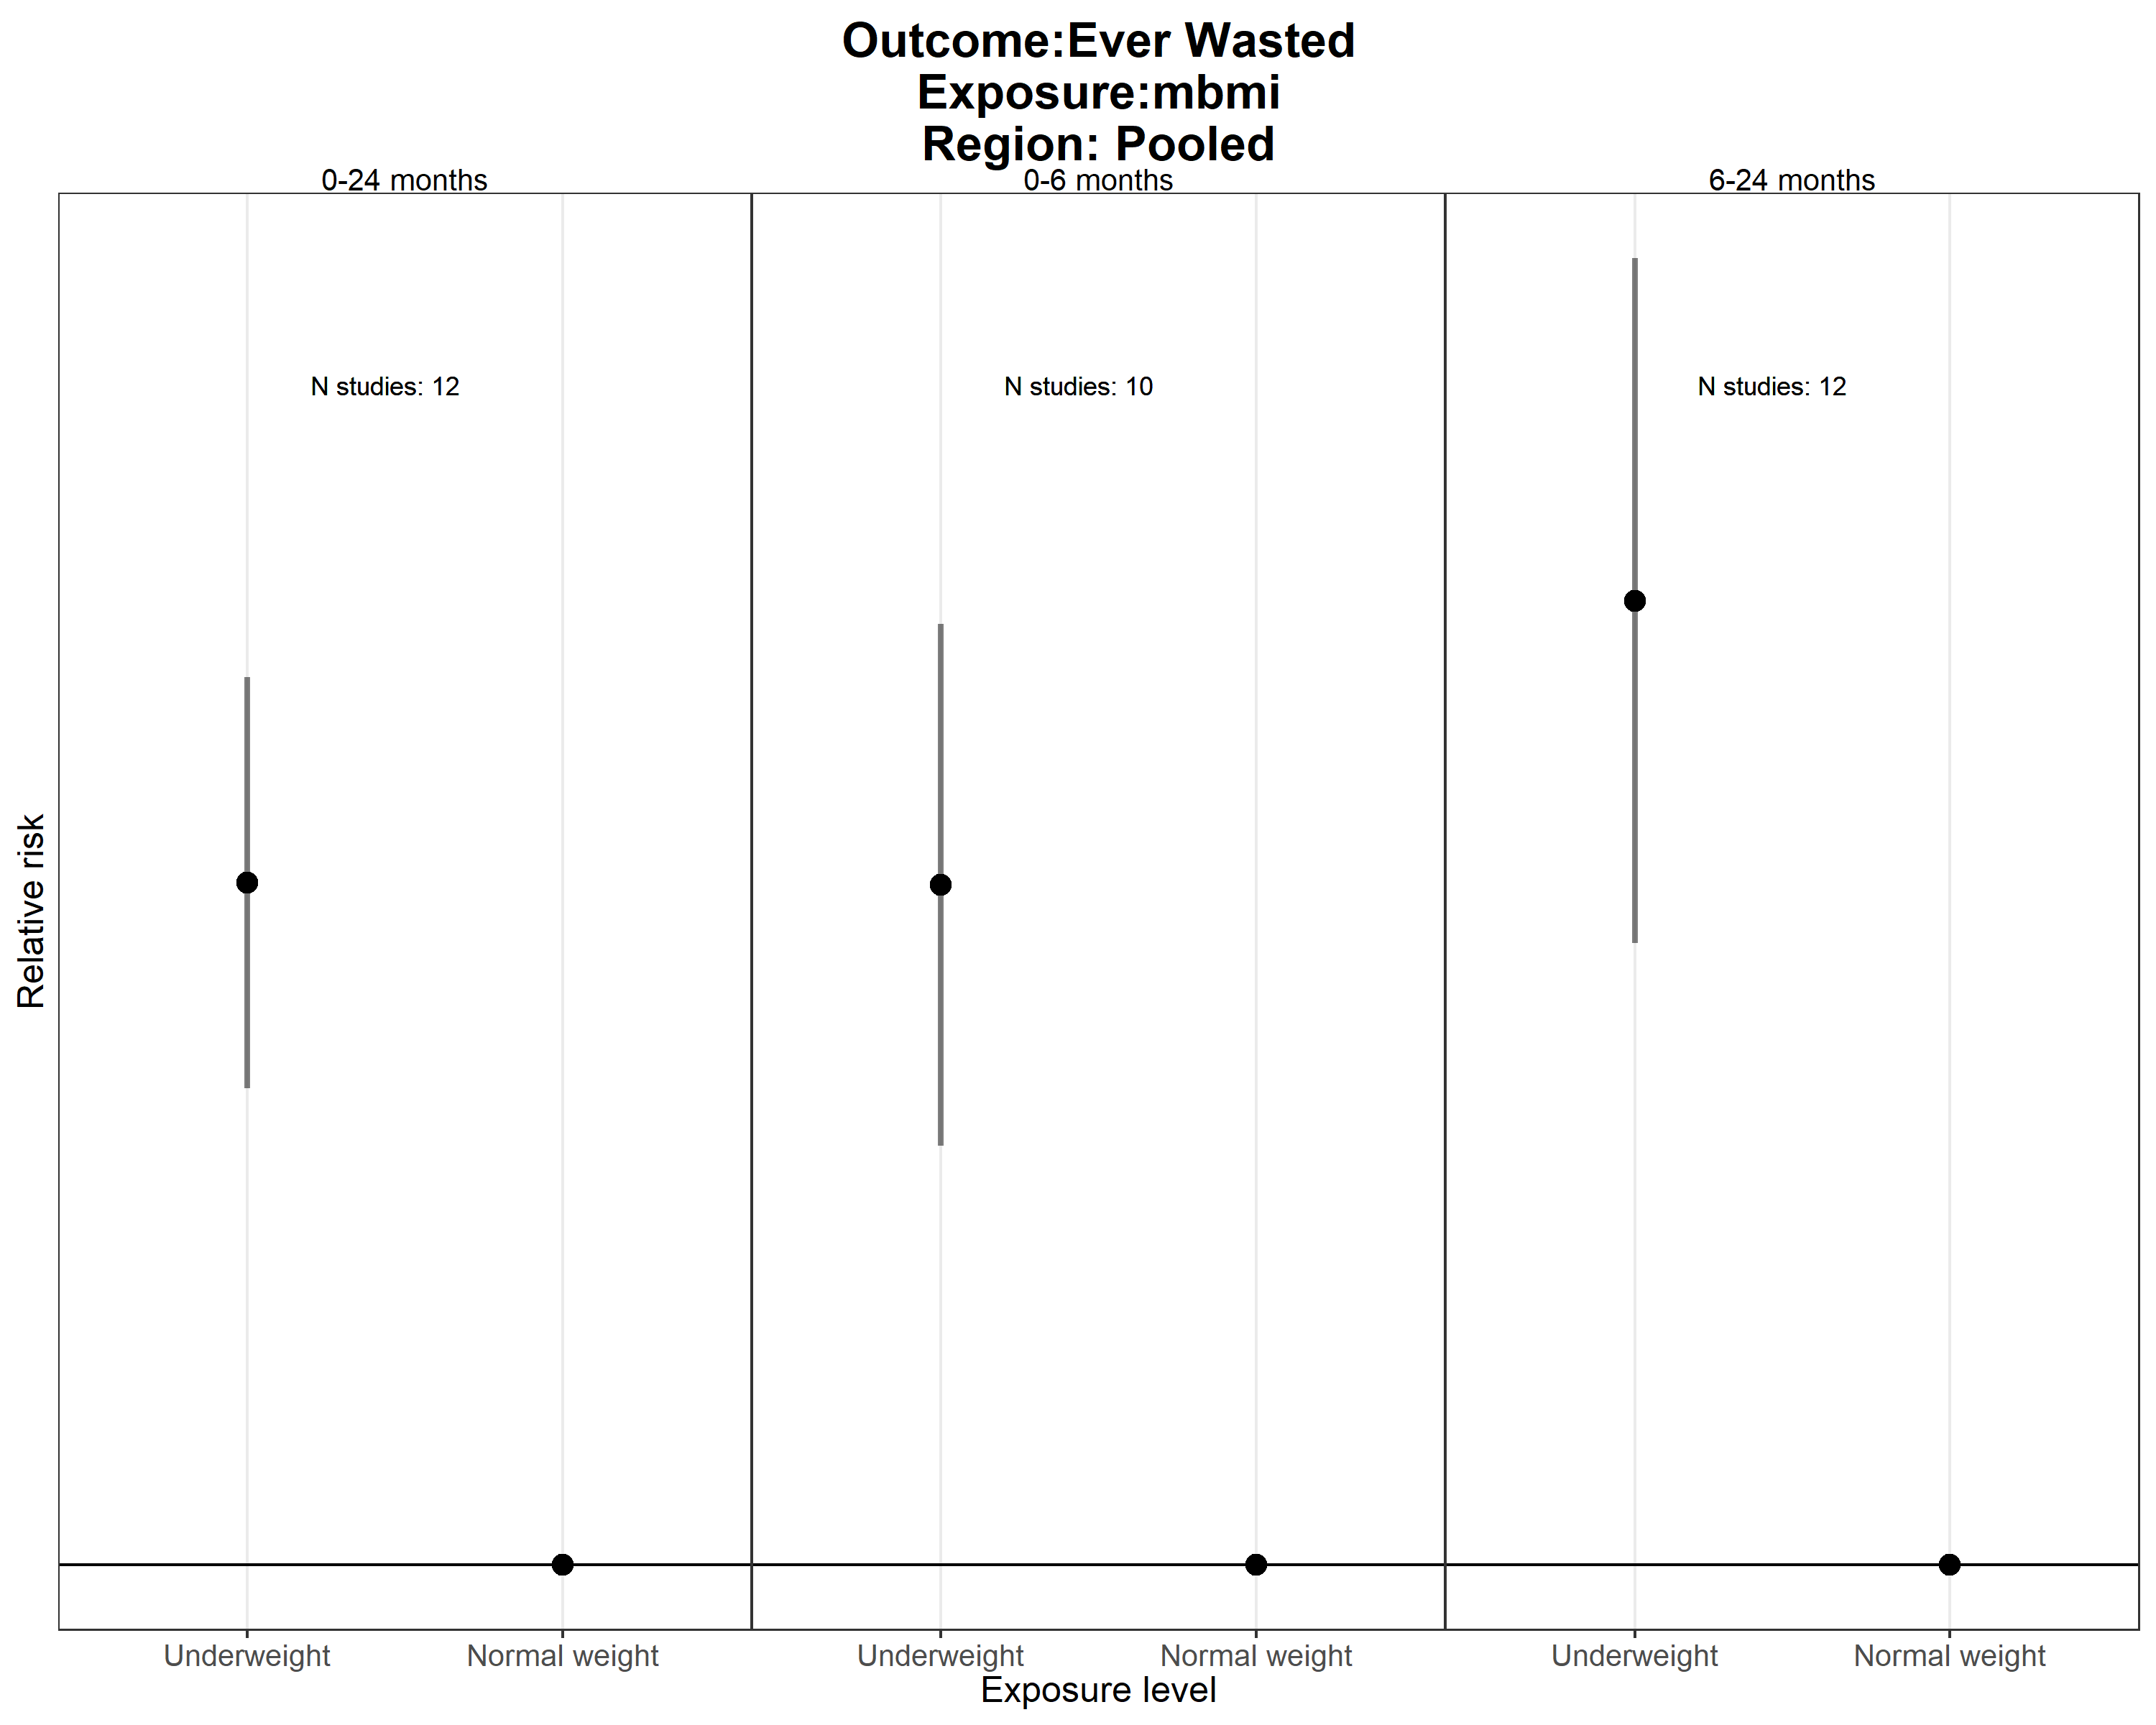 Outcome:Ever Wasted
Exposure:mbmi
Region: Pooled
0-24 months
0-6 months
6-24 months
N studies: 12
N studies: 10
N studies: 12
Relative risk
Underweight
Normal weight
Underweight
Normal weight
Underweight
Normal weight
Exposure level